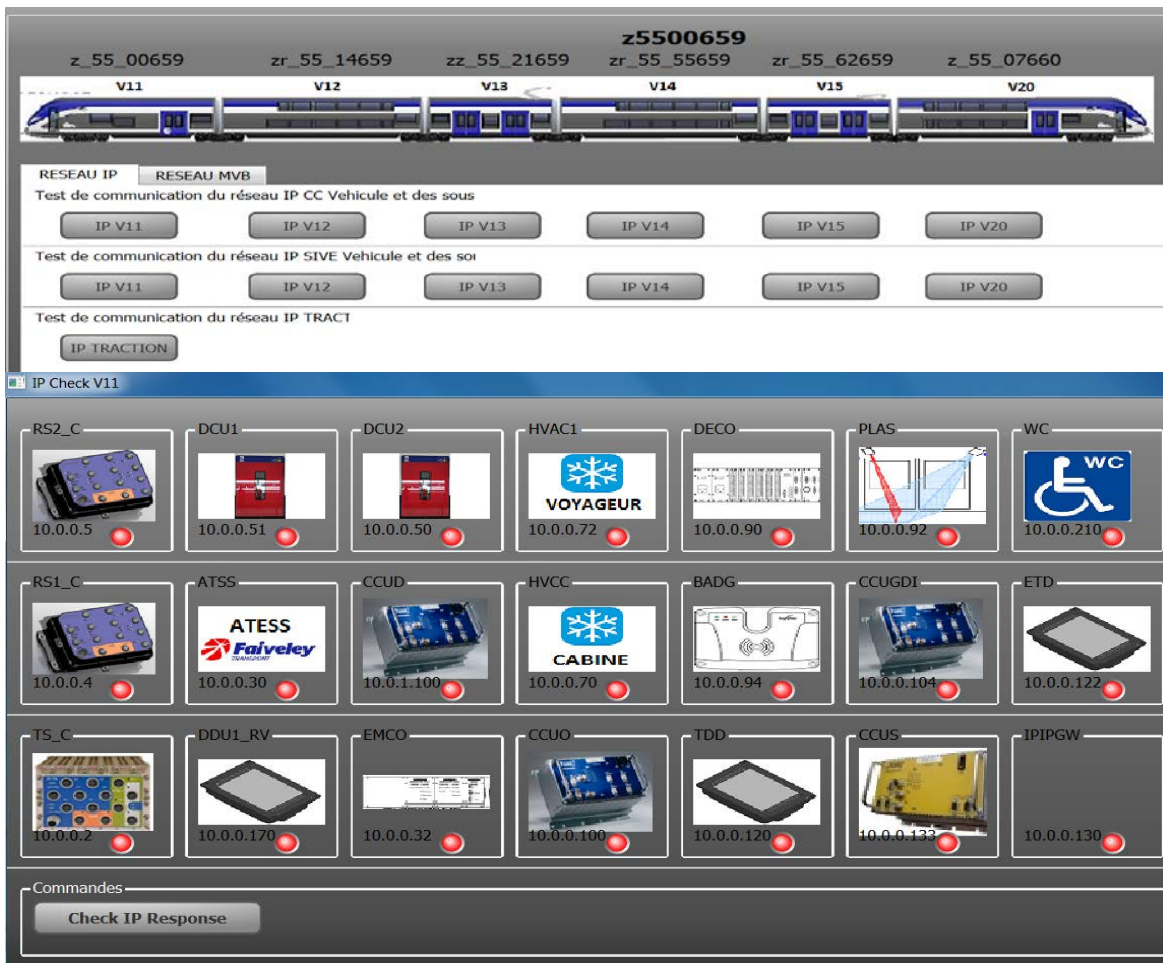 z5500659
z_55_00659 zr_55_14659 zz_55_21659 zr_55_55659 zr_55_62659 z_55_07660
V11 V12 V13 V14 V15 V20
RESEAU IP RESEAU MVB
Test de communication du réseau IP CC Vehicule et des sous
IP V11 IP V12 IP V13 IP V14 IP V15 IP V20
Test de communication du réseau IP SIVE Vehicule et des sou
IP V11 IP V12 IP V13 IP V14 IP V15 IP V20
Test de communication du réseau IP TRACT
IP TRACTION
IP Check V11
RS2_C DCU1 DCU2 HVAC1 DECO PLAS WC
WC
VOYAGEUR
10.0.0.5 10.0.0.51 10.0.0.50 10.0.0.72 10.0.0.90 10.0.0.92 10.0.0.210
RS1_C ATSS CCUD HVCC BADG CCUGDI ETD
ATESS
Faiveley
TRANSPORT
CABINE
10.0.0.4 10.0.0.30 10.0.1.100 10.0.0.70 10.0.0.94 10.0.0.104 10.0.0.122
TS_C DDU1_RV EMCO CCUO TDD CCUS IPIPGW
10.0.0.2 10.0.0.170 10.0.0.32 10.0.0.100 10.0.0.120 10.0.0.133 10.0.0.130
Commandes
Check IP Response